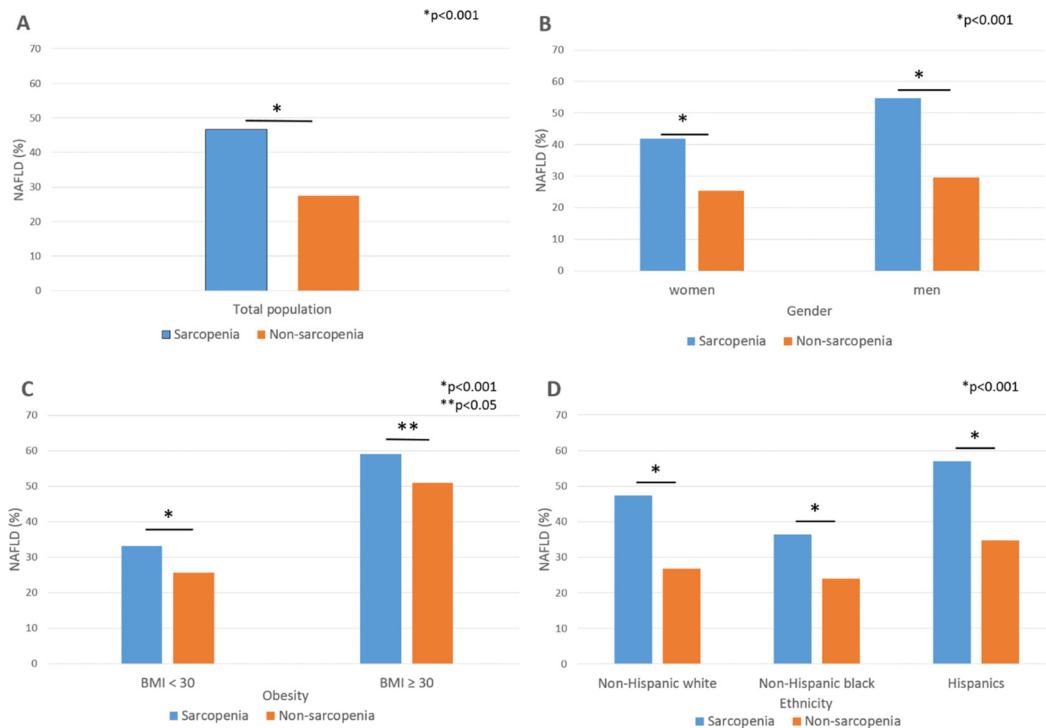 A
*p<0.001
70
60
50
40
30
20
10
0
NAFLD (%)
*
Total population
Sarcopenia Non-sarcopenia
B
*p<0.001
70
60
50
40
30
20
10
0
NAFLD (%)
*
*
women men
Gender
Sarcopenia Non-sarcopenia
C
*p<0.001
**p<0.05
70
60
50
40
30
20
10
0
NAFLD (%)
*
**
BMI < 30 BMI ≥ 30
Obesity
Sarcopenia Non-sarcopenia
D
*p<0.001
70
60
50
40
30
20
10
0
NAFLD (%)
*
*
*
Non-Hispanic white Non-Hispanic black Hispanics
Ethnicity
Sarcopenia Non-sarcopenia